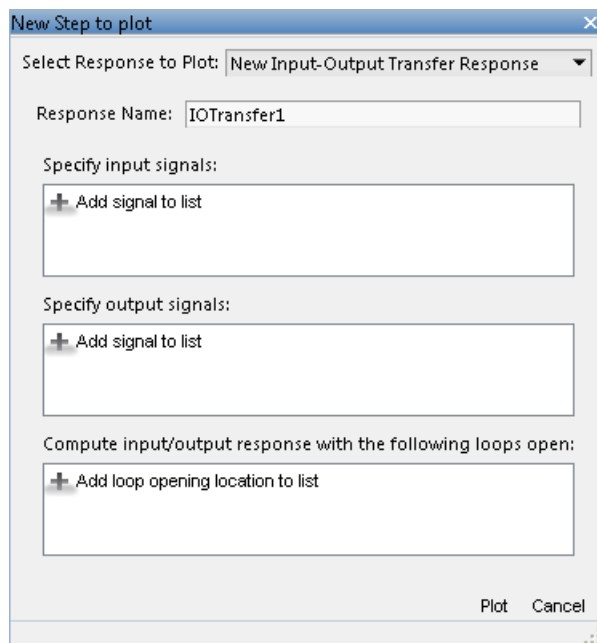 New Step to plot
Select Response to Plot: New Input-Output Transfer Response
Response Name: IOTransfer1
Specify input signals:
Add signal to list
Specify output signals:
Add signal to list
Compute input/output response with the following loops open:
Add loop opening location to list
Plot Cancel